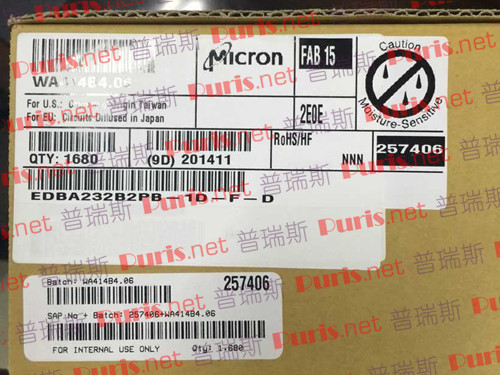 Micron
FAB 15
Caution
Moisture-Sensitive
WA414B4.06
For U.S.: gin Taiwan
For EU: Circuits Diffused in Japan
2E0E
QTY:1680 (9D) 201411
RoHS/HF
NNN
257406
EDBA232B2PB-1D-F-D
Batch: WA414B4.06
257406
SAP No + Batch: 257406+WA414B4.06
FOR INTERNAL USE ONLY
Qty: 1,680
Puris.net 普瑞斯